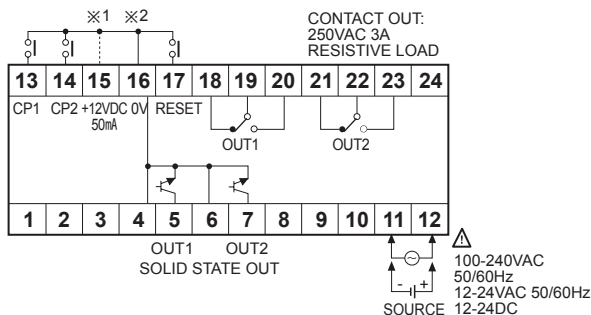 ※1 ※2
CONTACT OUT:
250VAC 3A
RESISTIVE LOAD
13 14 15 16 17 18 19 20 21 22 23 24
CP1 CP2 +12VDC 0V RESET
50mA
OUT1 OUT2
1 2 3 4 5 6 7 8 9 10 11 12
OUT1 OUT2
SOLID STATE OUT
100-240VAC
50/60Hz
12-24VAC 50/60Hz
- +
SOURCE 12-24DC